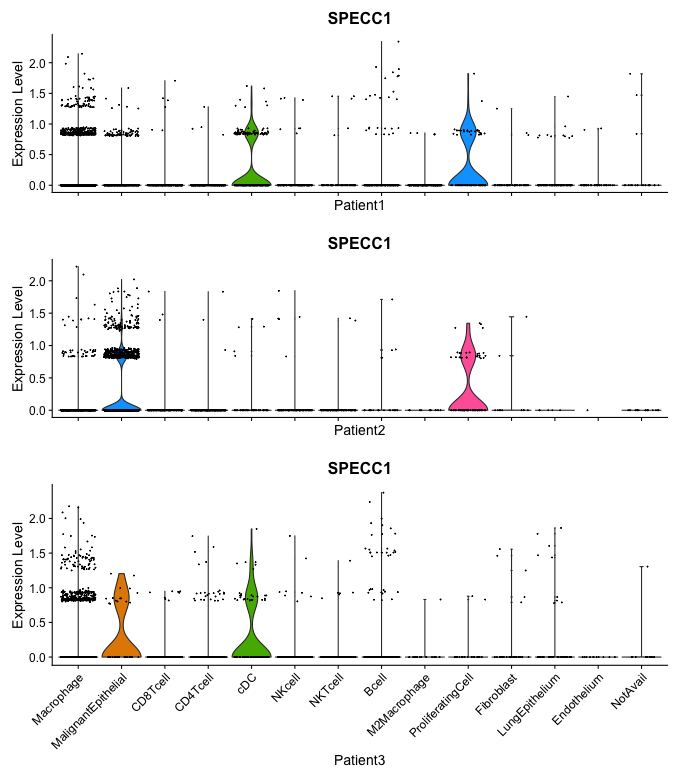 SPECC1
Expression Level
2.0
1.5
1.0
0.5
0.0
Patient1
SPECC1
Expression Level
2.0
1.5
1.0
0.5
0.0
Patient2
SPECC1
Expression Level
2.0
1.5
1.0
0.5
0.0
Macrophage
MalignantEpithelial
CD8Tcell
CD4Tcell
cDC
NKcell
NKTcell
Bcell
M2Macrophage
ProliferatingCell
Fibroblast
LungEpithelium
Endothelium
NotAvail
Patient3